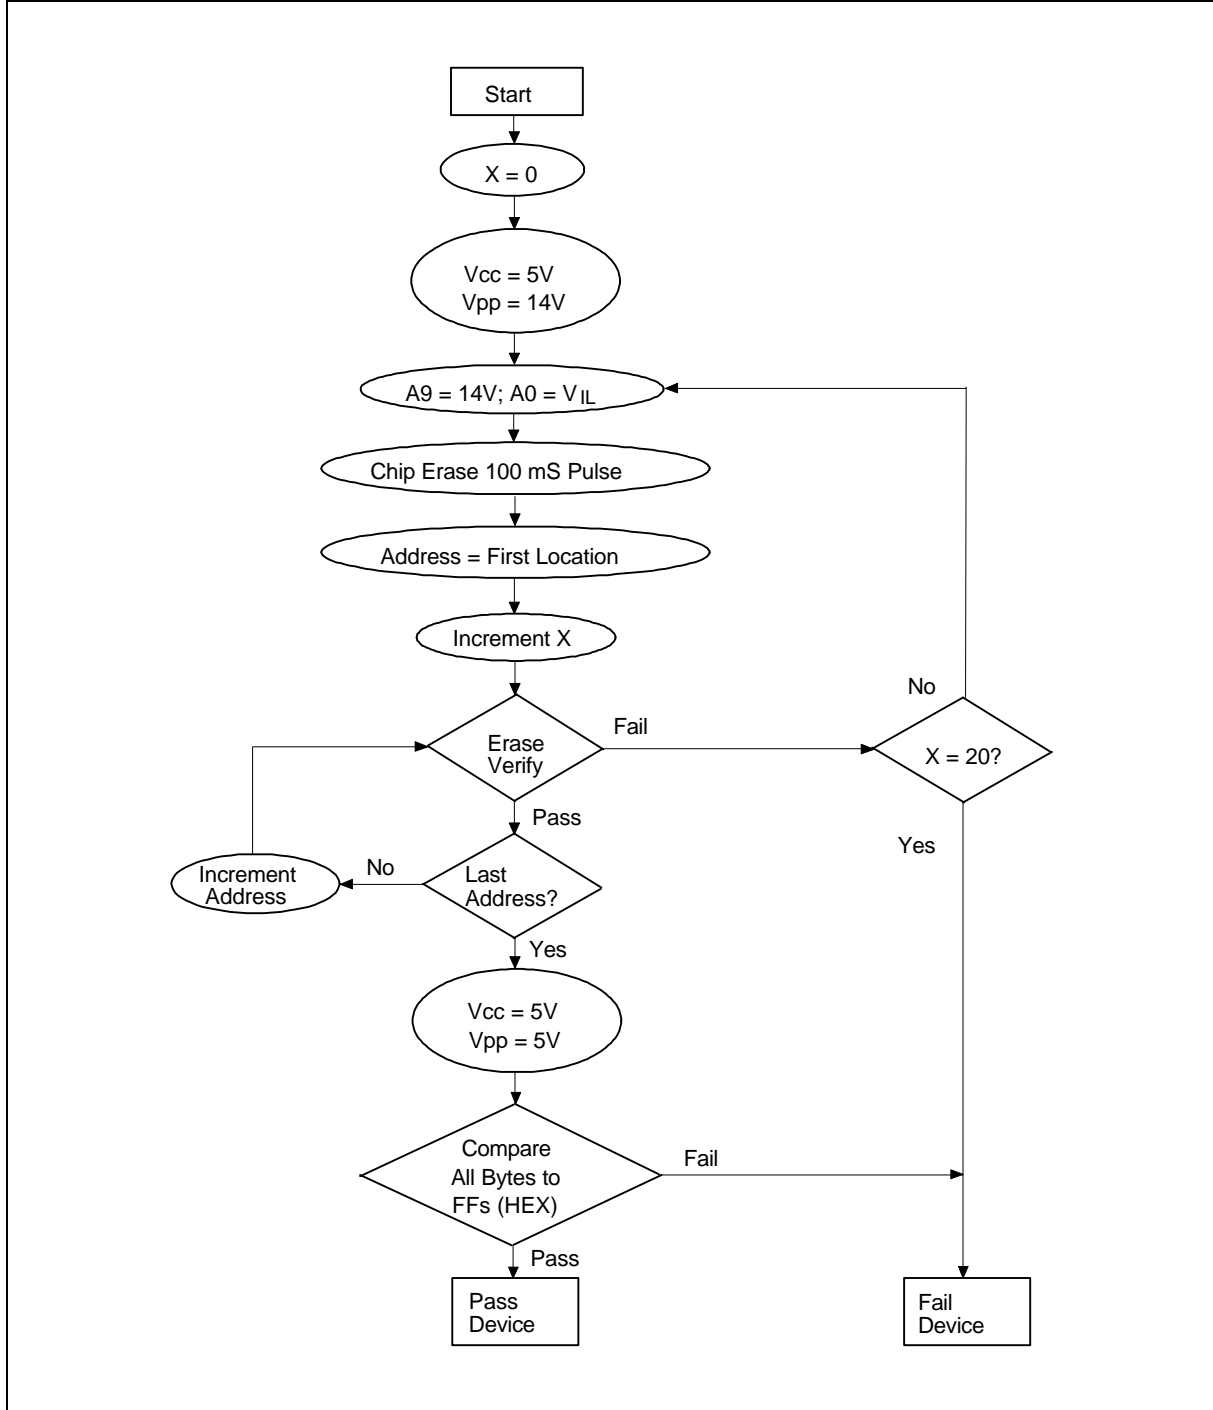 Start
X = 0
Vcc = 5V
Vpp = 14V
A9 = 14V; A0 = VIL
Chip Erase 100 mS Pulse
Address = First Location
Increment X
No
Fail
Erase
Verify
X = 20?
Pass
Yes
No
Increment
Address
Last
Address?
Yes
Vcc = 5V
Vpp = 5V
Compare
All Bytes to
FFs (HEX)
Fail
Pass
Pass
Device
Fail
Device